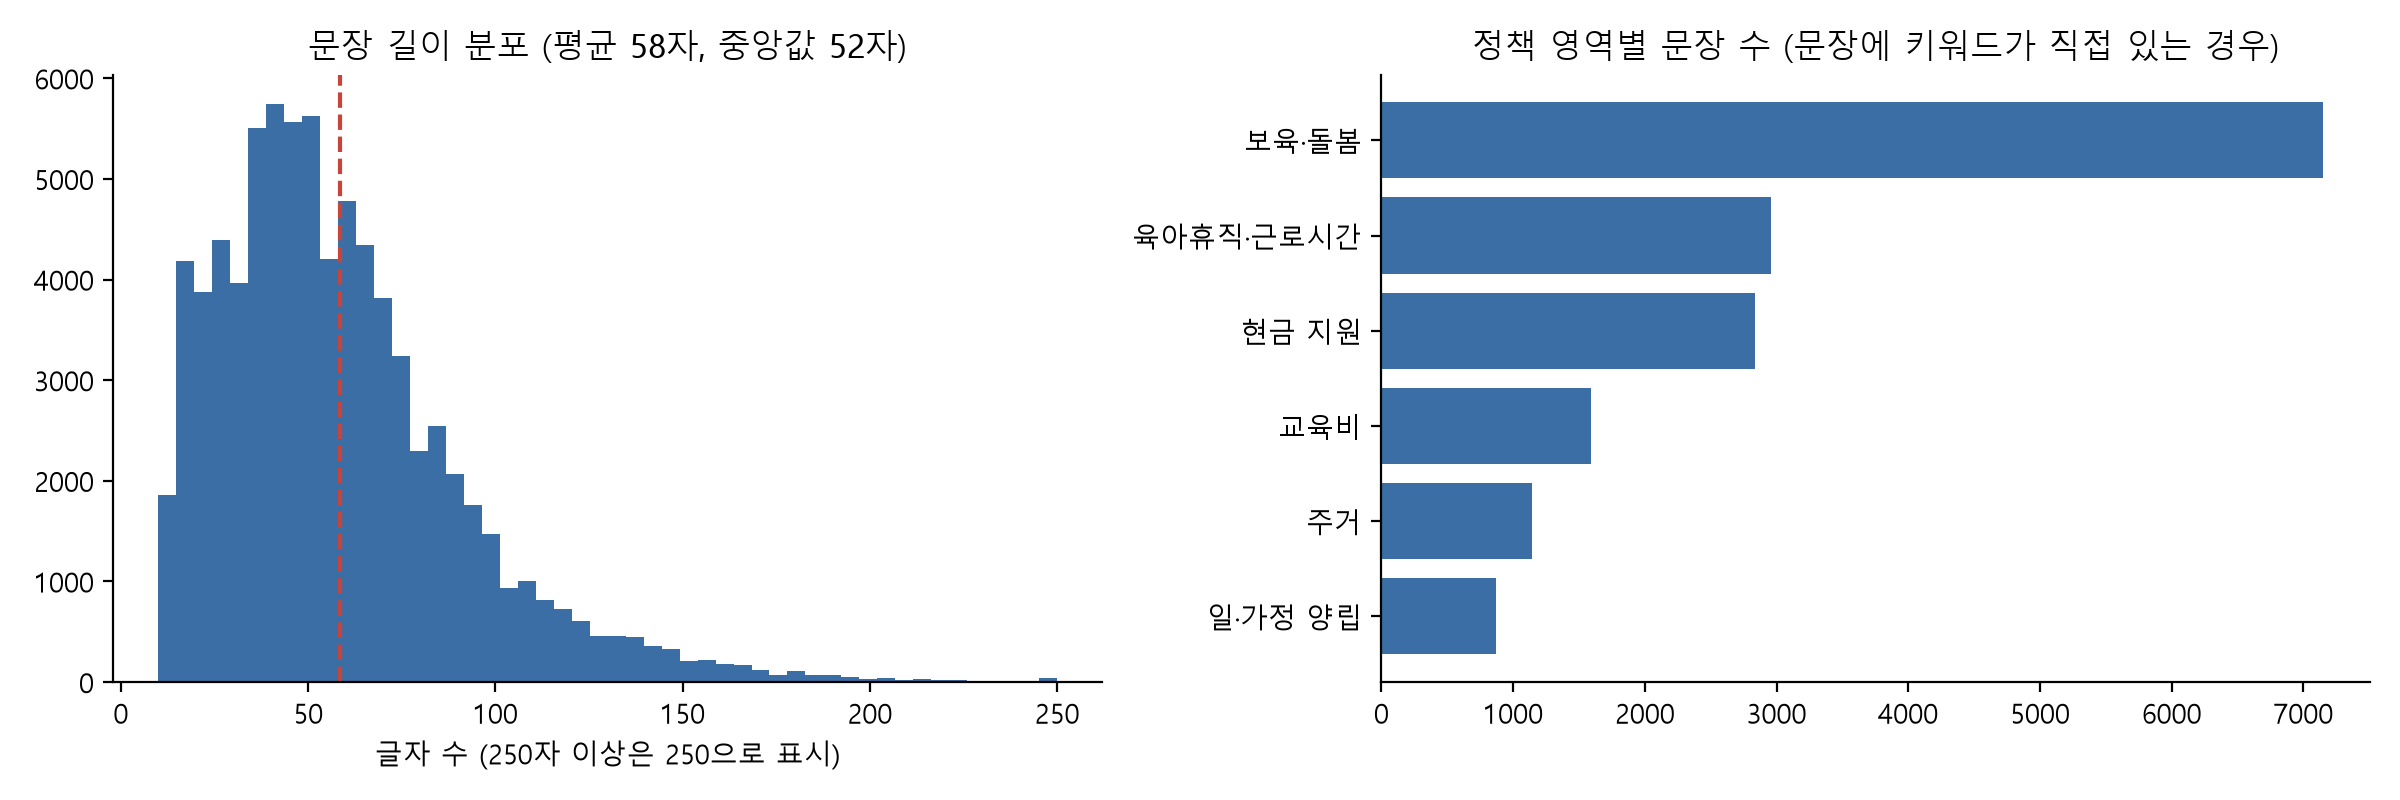 문장 길이 분포 (평균 58자, 중앙값 52자)
6000
5000
4000
3000
2000
1000
0
0 50 100 150 200 250
글자 수 (250자 이상은 250으로 표시)
정책 영역별 문장 수 (문장에 키워드가 직접 있는 경우)
보육·돌봄
육아휴직·근로시간
현금 지원
교육비
주거
일·가정 양립
0 1000 2000 3000 4000 5000 6000 7000